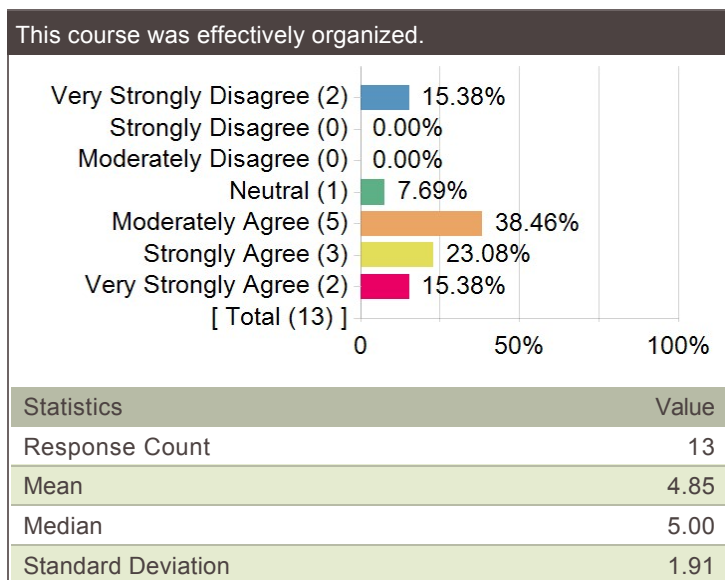 This course was effectively organized.
Very Strongly Disagree (2) 15.38%
Strongly Disagree (0) 0.00%
Moderately Disagree (0) 0.00%
Neutral (1) 7.69%
Moderately Agree (5) 38.46%
Strongly Agree (3) 23.08%
Very Strongly Agree (2) 15.38%
[ Total (13) ]
0 50% 100%
Statistics Value
Response Count 13
Mean 4.85
Median 5.00
Standard Deviation 1.91